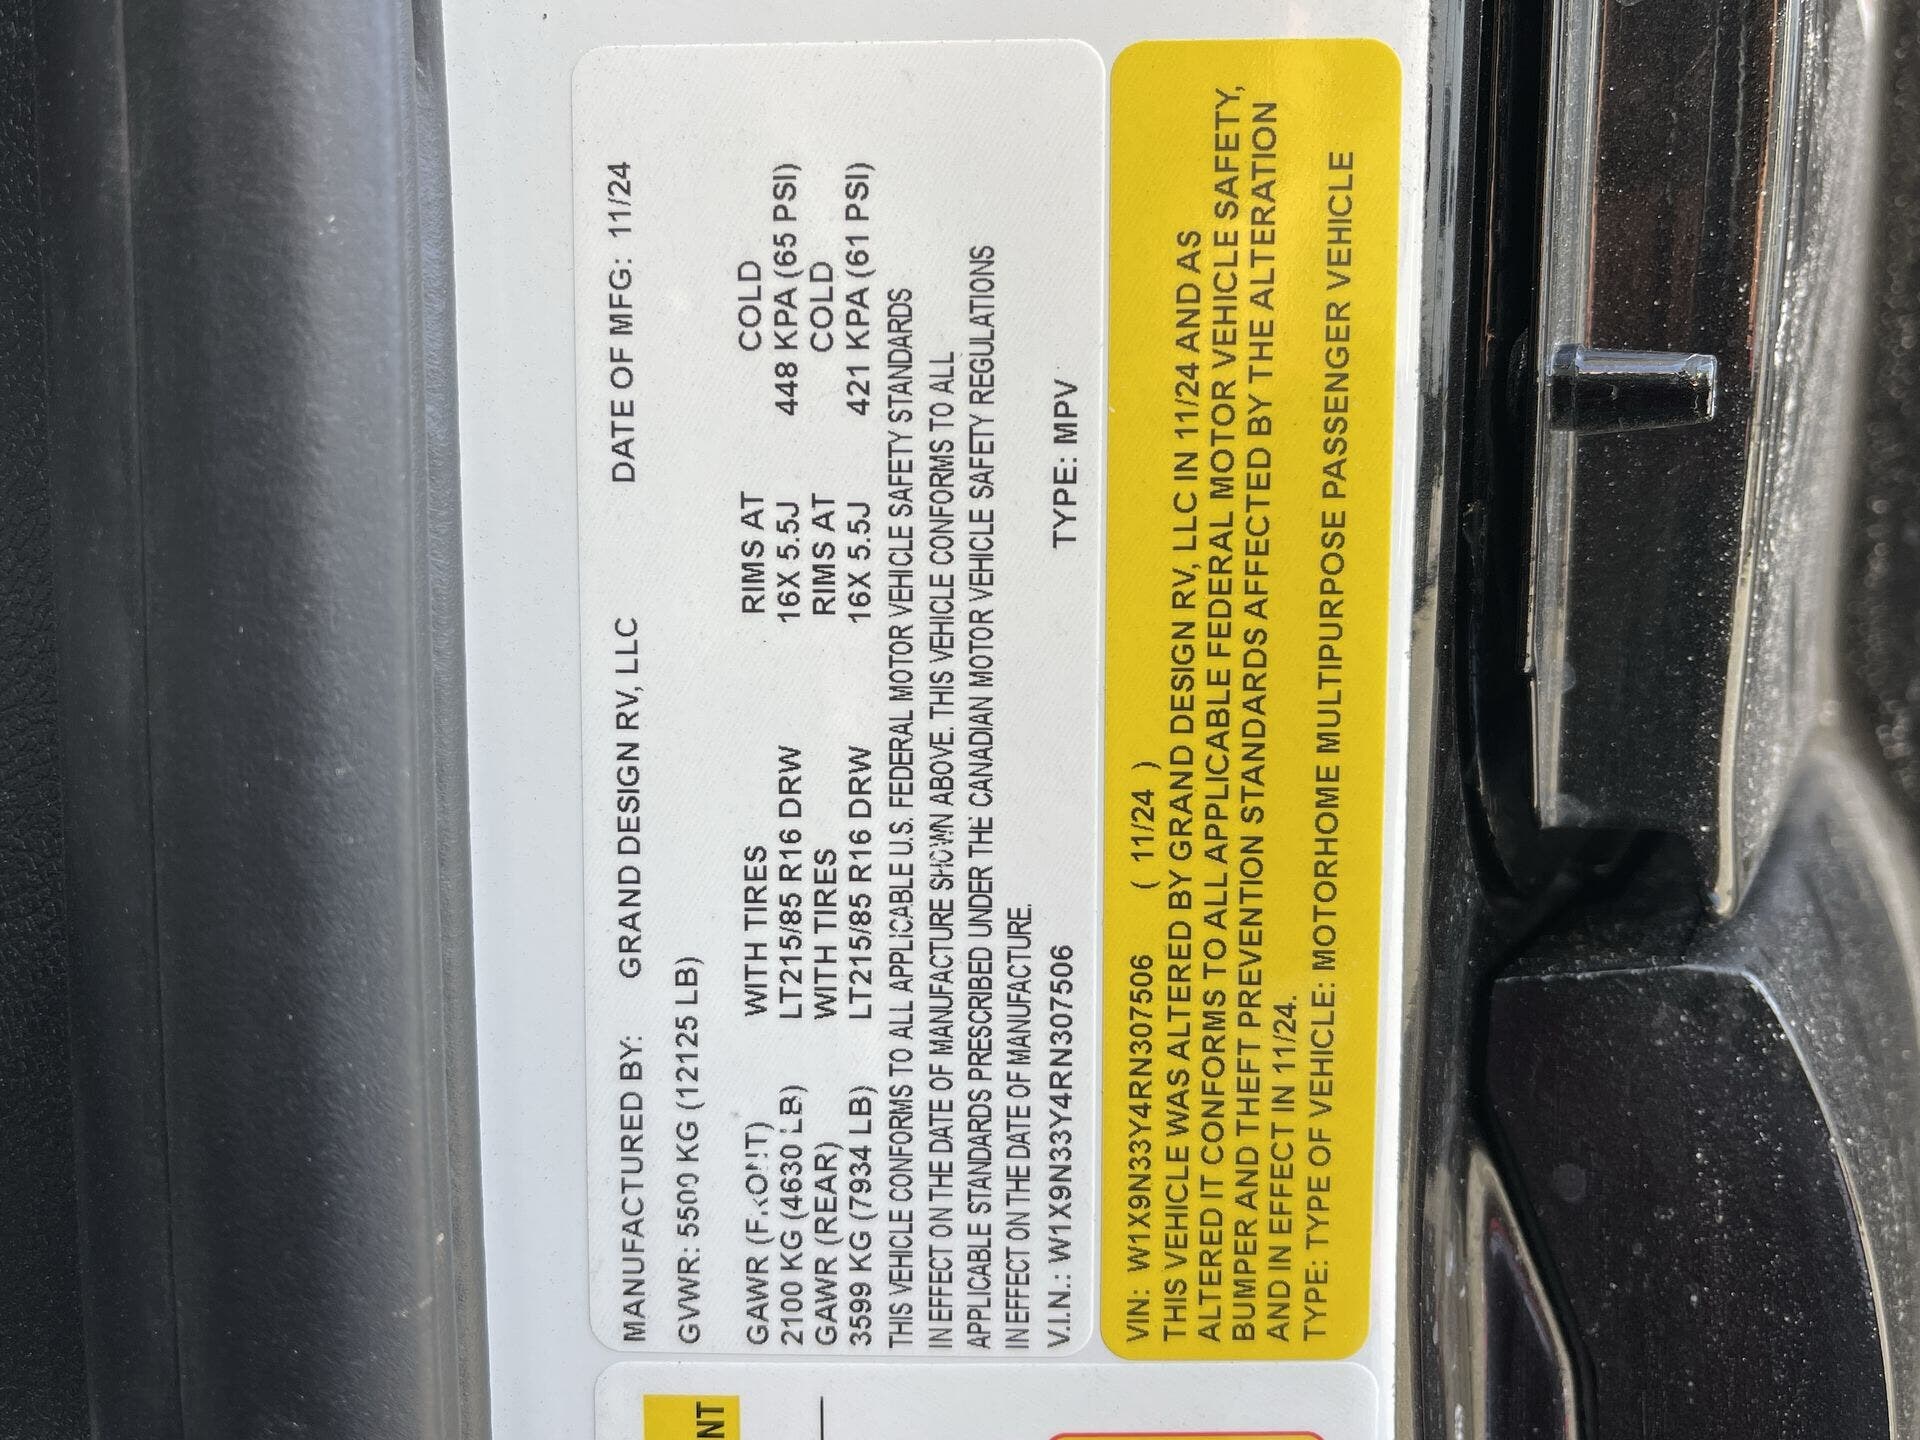 MANUFACTURED BY: GRAND DESIGN RV, LLC DATE OF MFG: 11/24
GVWR: 5500 KG (12125 LB)
GAWR (FRONT) WITH TIRES RIMS AT COLD
2100 KG (4630 LB) LT215/85 R16 DRW 16X 5.5J 448 KPA (65 PSI)
GAWR (REAR) WITH TIRES RIMS AT COLD
3599 KG (7934 LB) LT215/85 R16 DRW 16X 5.5J 421 KPA (61 PSI)
THIS VEHICLE CONFORMS TO ALL APPLICABLE U.S. FEDERAL MOTOR VEHICLE SAFETY STANDARDS
IN EFFECT ON THE DATE OF MANUFACTURE SHOWN ABOVE. THIS VEHICLE CONFORMS TO ALL
APPLICABLE STANDARDS PRESCRIBED UNDER THE CANADIAN MOTOR VEHICLE SAFETY REGULATIONS
IN EFFECT ON THE DATE OF MANUFACTURE.
V.I.N.: W1X9N33Y4RN307506 TYPE: MPV
VIN: W1X9N33Y4RN307506 ( 11/24 )
THIS VEHICLE WAS ALTERED BY GRAND DESIGN RV, LLC IN 11/24 AND AS
ALTERED IT CONFORMS TO ALL APPLICABLE FEDERAL MOTOR VEHICLE SAFETY,
BUMPER AND THEFT PREVENTION STANDARDS AFFECTED BY THE ALTERATION
AND IN EFFECT IN 11/24.
TYPE: TYPE OF VEHICLE: MOTORHOME MULTIPURPOSE PASSENGER VEHICLE
NT